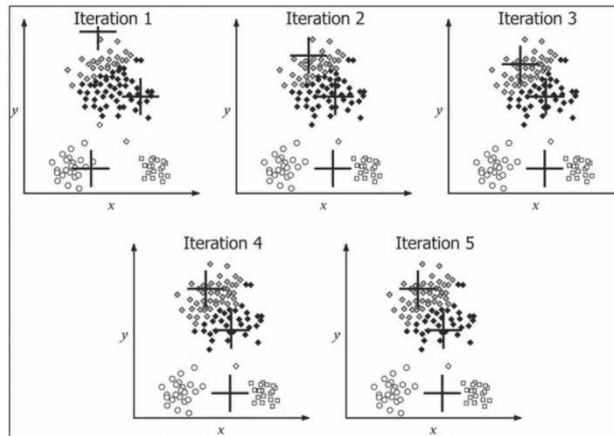 Iteration 1
y
x
Iteration 2
y
x
Iteration 3
y
x
Iteration 4
y
x
Iteration 5
y
x